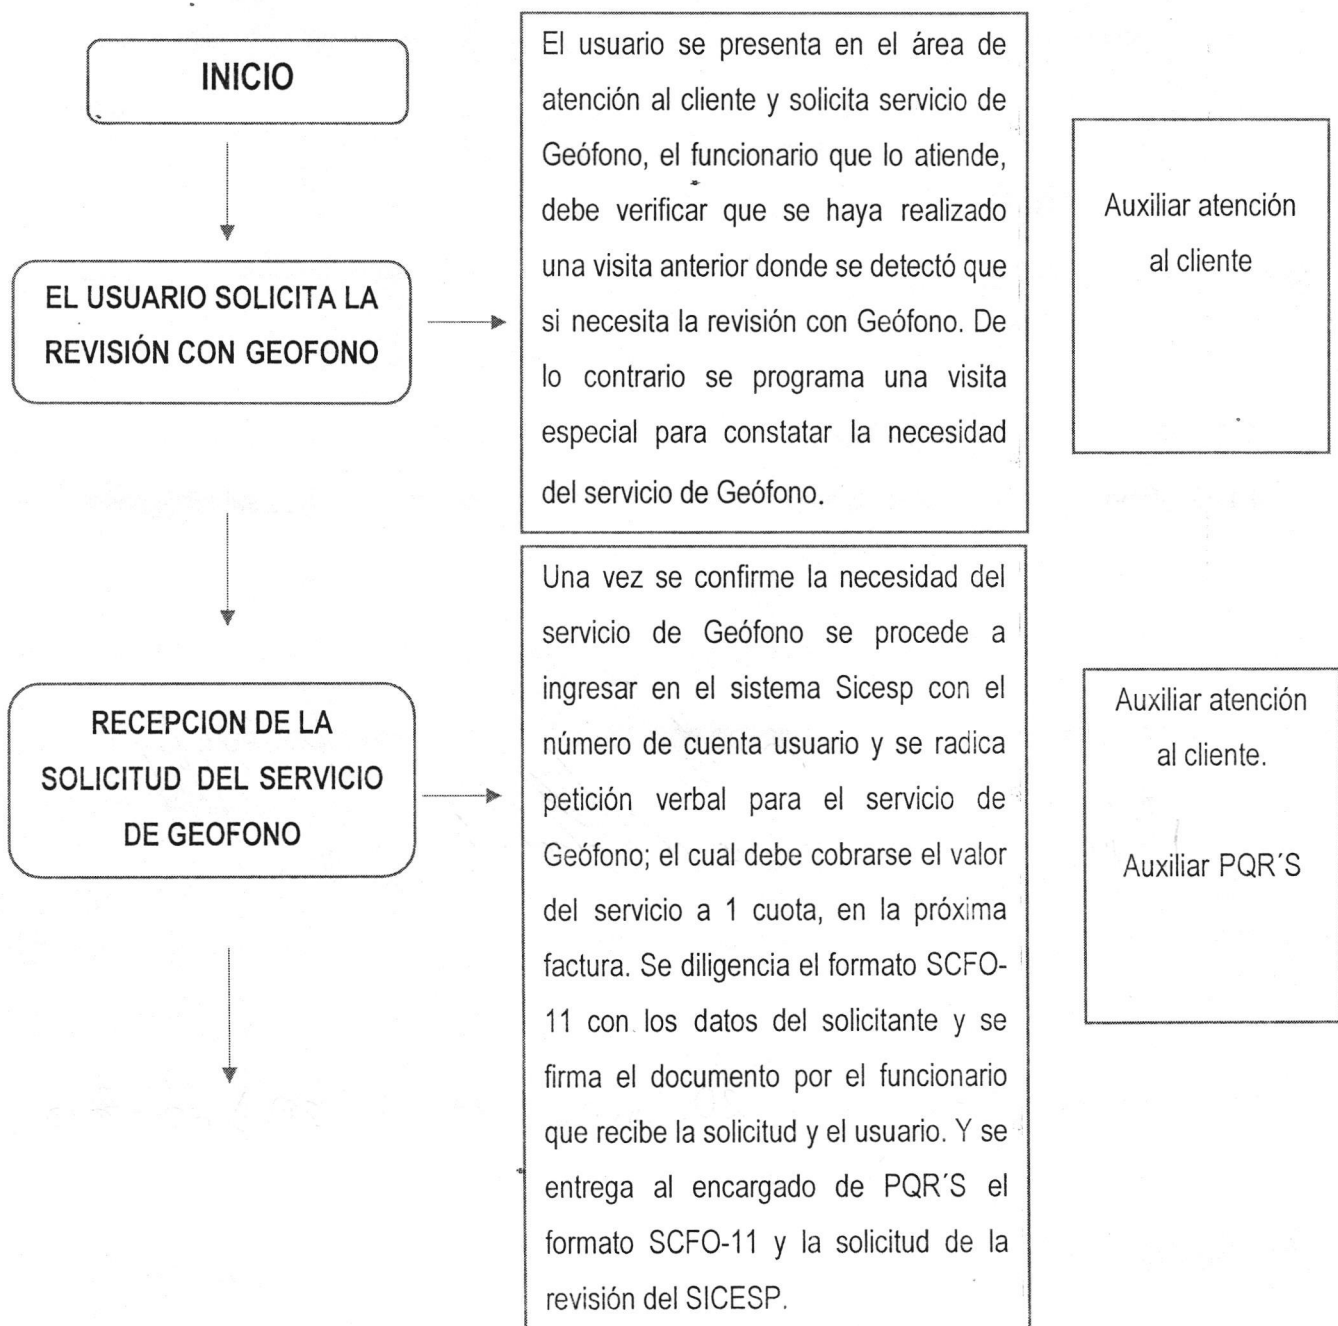 INICIO
El usuario se presenta en el área de
atención al cliente y solicita servicio de
Geófono, el funcionario que lo atiende,
debe verificar que se haya realizado
una visita anterior donde se detectó que
si necesita la revisión con Geófono. De
lo contrario se programa una visita
especial para constatar la necesidad
del servicio de Geófono.
Auxiliar atención
al cliente
EL USUARIO SOLICITA LA
REVISIÓN CON GEOFONO
Una vez se confirme la necesidad del
servicio de Geófono se procede a
ingresar en el sistema Sicesp con el
número de cuenta usuario y se radica
petición verbal para el servicio de
Geófono; el cual debe cobrarse el valor
del servicio a 1 cuota, en la próxima
factura. Se diligencia el formato SCFO-
11 con los datos del solicitante y se
firma el documento por el funcionario
que recibe la solicitud y el usuario. Y se
entrega al encargado de PQR´S el
formato SCFO-11 y la solicitud de la
revisión del SICESP.
RECEPCION DE LA
SOLICITUD DEL SERVICIO
DE GEOFONO
Auxiliar atención
al cliente.
Auxiliar PQR´S